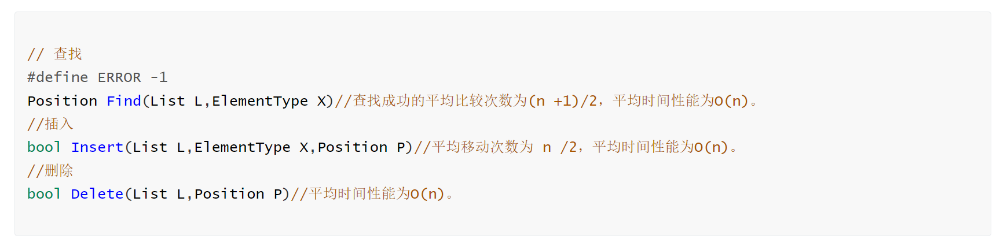 // 查找
#define ERROR -1
Position Find(List L,ElementType X)//查找成功的平均比较次数为(n +1)/2，平均时间性能为O(n)。
//插入
bool Insert(List L,ElementType X,Position P)//平均移动次数为 n /2，平均时间性能为O(n)。
//删除
bool Delete(List L,Position P)//平均时间性能为O(n)。